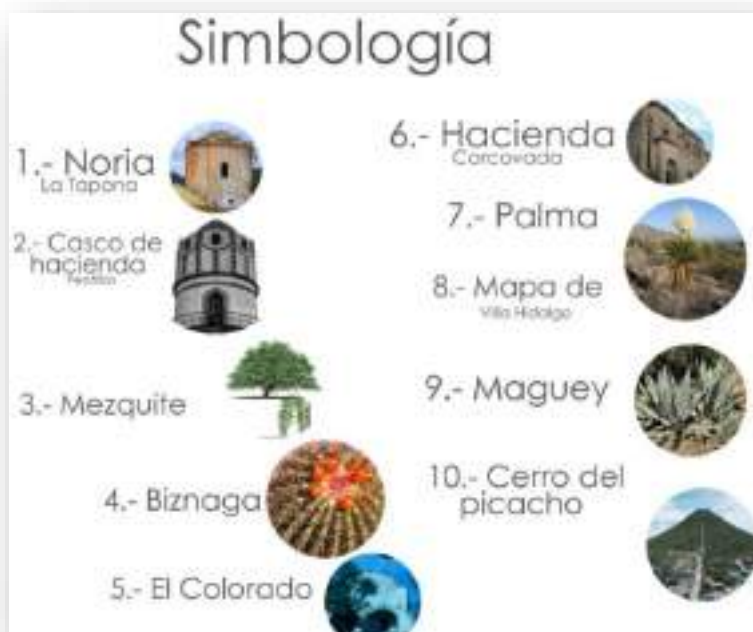 Simbología
1.- Noria
La Tapona
2.- Casco de
hacienda
3.- Mezquite
4.- Biznaga
5.- El Colorado
6.- Hacienda
Corcovada
7.- Palma
8.- Mapa de
Villa Hidalgo
9.- Maguey
10.- Cerro del
picacho